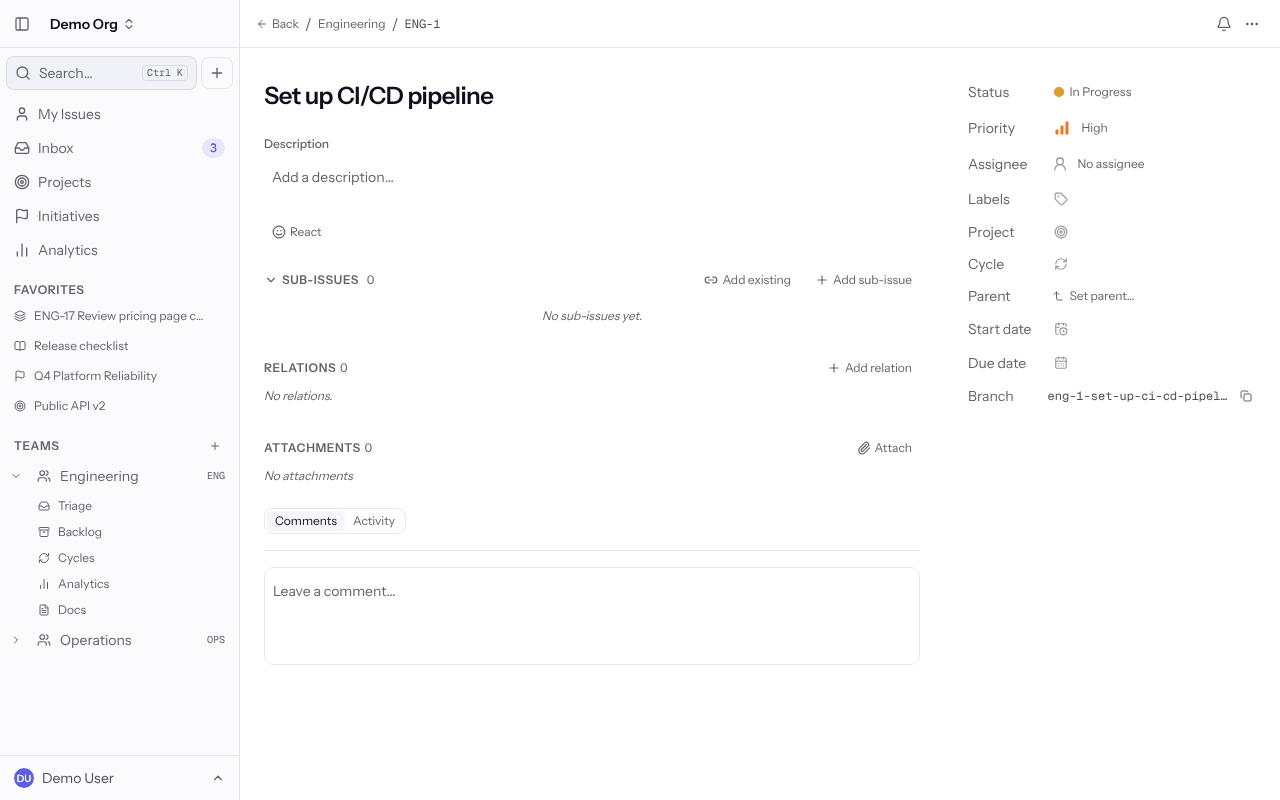 Demo Org
Search...
Ctrl K
My Issues
Inbox
3
Projects
Initiatives
Analytics
FAVORITES
ENG-17 Review pricing page c...
Release checklist
Q4 Platform Reliability
Public API v2
TEAMS
Engineering
ENG
Triage
Backlog
Cycles
Analytics
Docs
Operations
OPS
DU
Demo User
Back / Engineering / ENG-1
Set up CI/CD pipeline
Description
Add a description...
React
SUB-ISSUES 0
Add existing
Add sub-issue
No sub-issues yet.
RELATIONS 0
Add relation
No relations.
ATTACHMENTS 0
Attach
No attachments
Comments
Activity
Leave a comment...
Status
In Progress
Priority
High
Assignee
No assignee
Labels
Project
Cycle
Parent
Set parent...
Start date
Due date
Branch
eng-1-set-up-ci-cd-pipel...